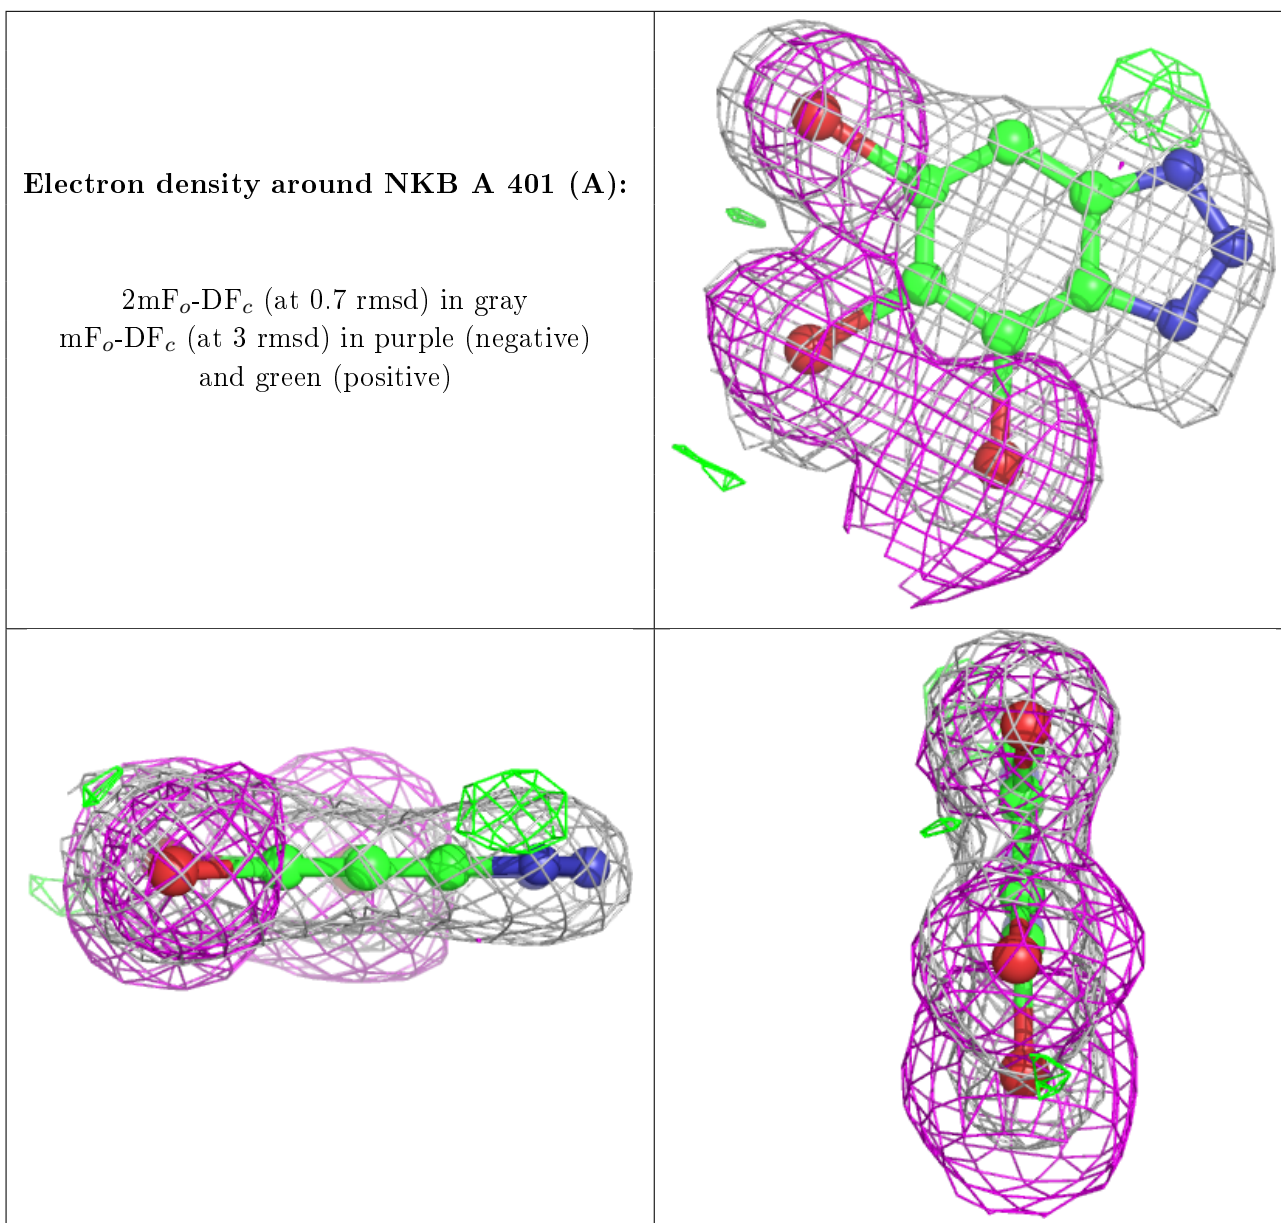 Electron density around NKB A 401 (A):
2mFo-DFc (at 0.7 rmsd) in gray
mFo-DFc (at 3 rmsd) in purple (negative)
and green (positive)